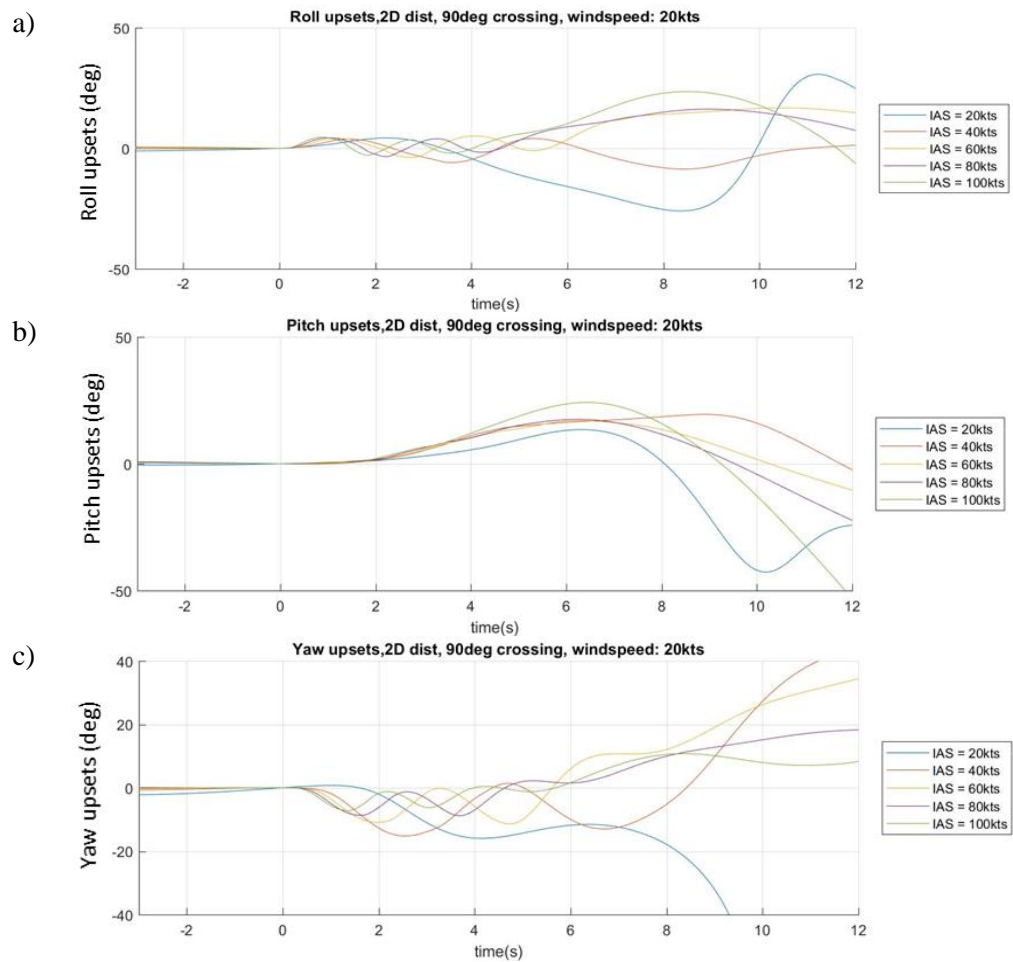 a)
Roll upsets,2D dist, 90deg crossing, windspeed: 20kts
Roll upsets (deg)
50
0
-50
-2
0
2
4
6
8
10
12
time(s)
IAS = 20kts
IAS = 40kts
IAS = 60kts
IAS = 80kts
IAS = 100kts
b)
Pitch upsets,2D dist, 90deg crossing, windspeed: 20kts
Pitch upsets (deg)
50
0
-50
-2
0
2
4
6
8
10
12
time(s)
IAS = 20kts
IAS = 40kts
IAS = 60kts
IAS = 80kts
IAS = 100kts
c)
Yaw upsets,2D dist, 90deg crossing, windspeed: 20kts
Yaw upsets (deg)
40
20
0
-20
-40
-2
0
2
4
6
8
10
12
time(s)
IAS = 20kts
IAS = 40kts
IAS = 60kts
IAS = 80kts
IAS = 100kts